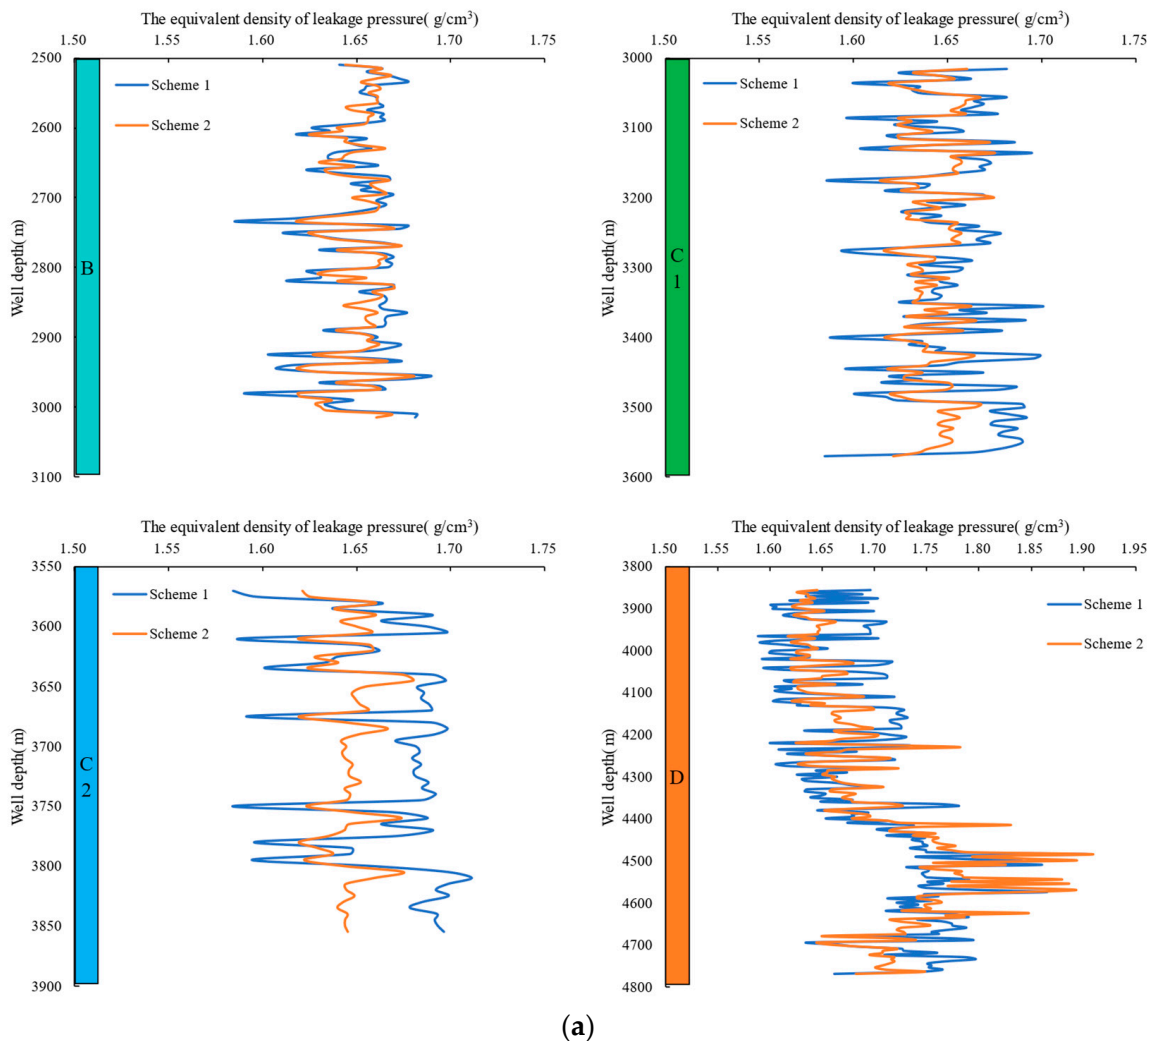 The equivalent density of leakage pressure( g/cm³)
1.50 1.55 1.60 1.65 1.70 1.75
2500
2600
2700
2800
2900
3000
3100
Well depth( m)
B
Scheme 1
Scheme 2
The equivalent density of leakage pressure( g/cm³)
1.50 1.55 1.60 1.65 1.70 1.75
3000
3100
3200
3300
3400
3500
3600
Well depth( m)
C
1
Scheme 1
Scheme 2
The equivalent density of leakage pressure( g/cm³)
1.50 1.55 1.60 1.65 1.70 1.75
3550
3600
3650
3700
3750
3800
3850
3900
Well depth( m)
C
2
Scheme 1
Scheme 2
The equivalent density of leakage pressure( g/cm³)
1.50 1.55 1.60 1.65 1.70 1.75 1.80 1.85 1.90 1.95
3800
3900
4000
4100
4200
4300
4400
4500
4600
4700
4800
Well depth( m)
D
Scheme 1
Scheme 2
(a)